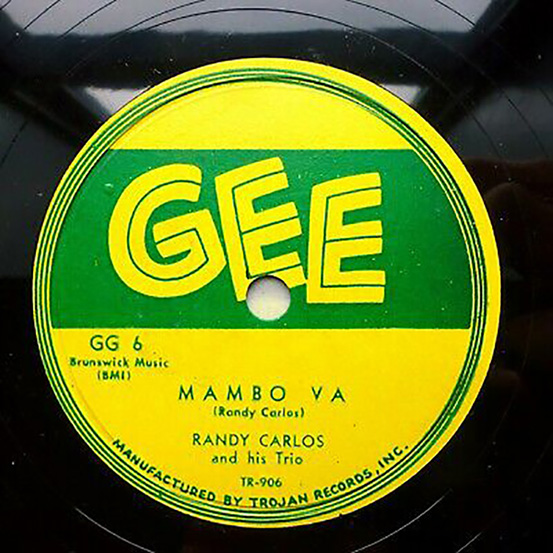 GEE
GG 6
Brunswick Music
(BMI)
MAMBO VA
(Randy Carlos)
RANDY CARLOS
and his Trio
TR-906
MANUFACTURED BY TROJAN RECORDS, INC.